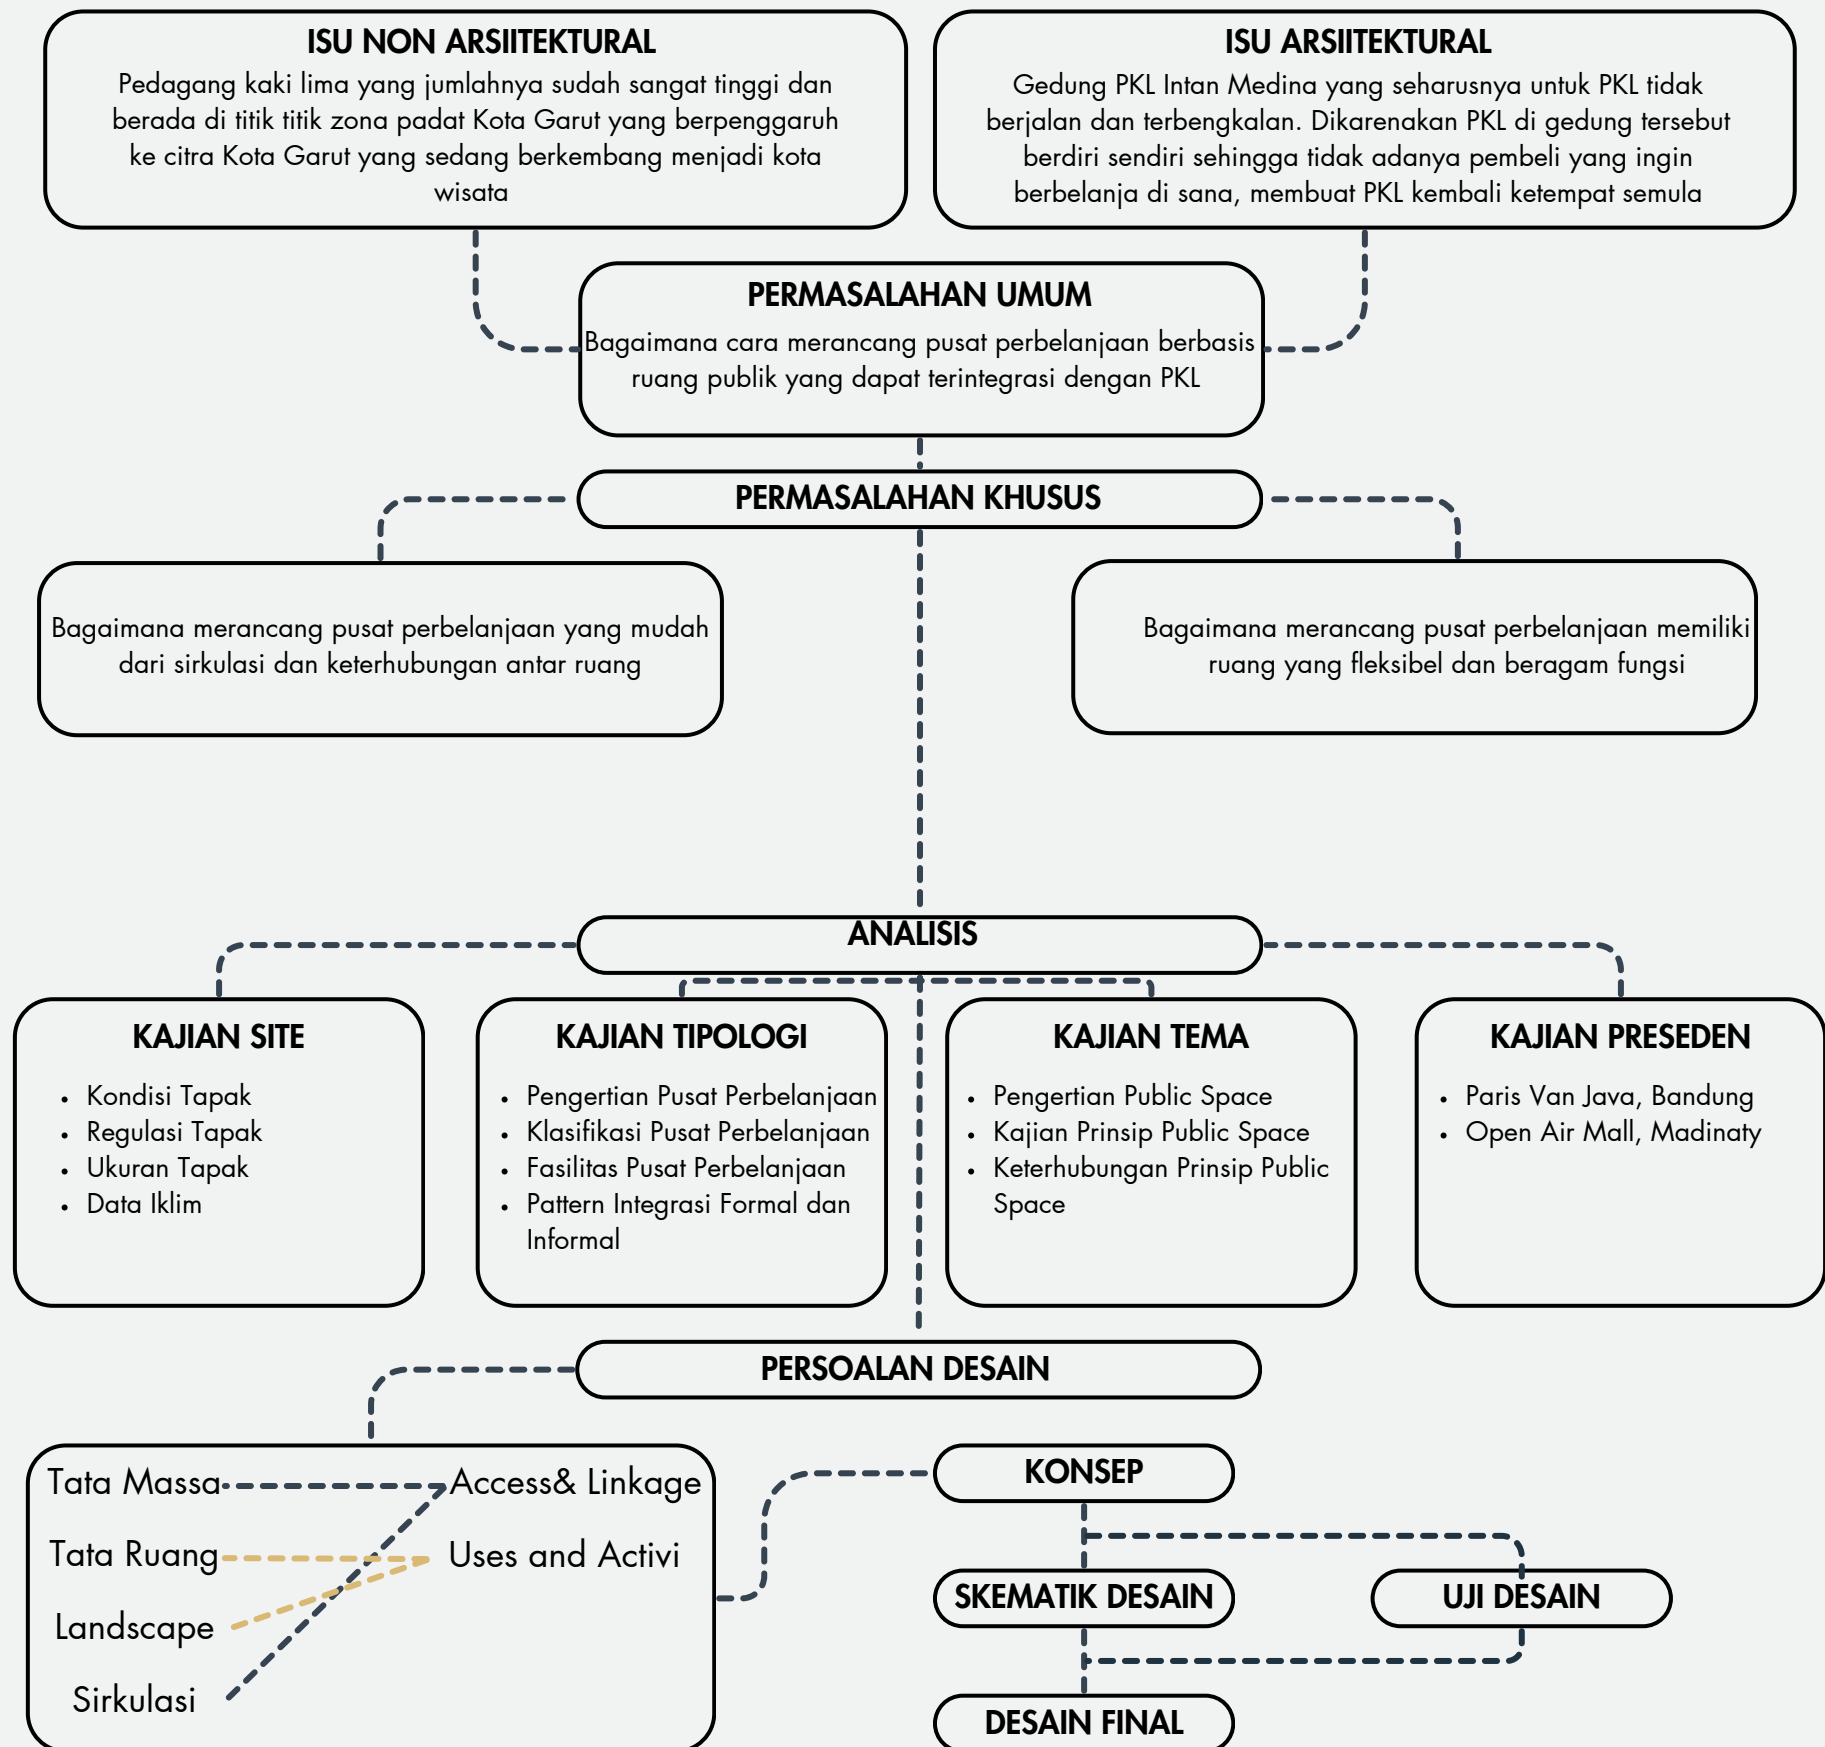 ISU NON ARSIITEKTURAL
Pedagang kaki lima yang jumlahnya sudah sangat tinggi dan
berada di titik titik zona padat Kota Garut yang berpenggaruh
ke citra Kota Garut yang sedang berkembang menjadi kota
wisata
ISU ARSIITEKTURAL
Gedung PKL Intan Medina yang seharusnya untuk PKL tidak
berjalan dan terbengkalan. Dikarenakan PKL di gedung tersebut
berdiri sendiri sehingga tidak adanya pembeli yang ingin
berbelanja di sana, membuat PKL kembali ketempat semula
PERMASALAHAN UMUM
Bagaimana cara merancang pusat perbelanjaan berbasis
ruang publik yang dapat terintegrasi dengan PKL
PERMASALAHAN KHUSUS
Bagaimana merancang pusat perbelanjaan yang mudah
dari sirkulasi dan keterhubungan antar ruang
Bagaimana merancang pusat perbelanjaan memiliki
ruang yang fleksibel dan beragam fungsi
ANALISIS
KAJIAN SITE
• Kondisi Tapak
• Regulasi Tapak
• Ukuran Tapak
• Data Iklim
KAJIAN TIPOLOGI
• Pengertian Pusat Perbelanjaan
• Klasifikasi Pusat Perbelanjaan
• Fasilitas Pusat Perbelanjaan
• Pattern Integrasi Formal dan
Informal
KAJIAN TEMA
• Pengertian Public Space
• Kajian Prinsip Public Space
• Keterhubungan Prinsip Public
Space
KAJIAN PRESEDEN
• Paris Van Java, Bandung
• Open Air Mall, Madinaty
PERSOALAN DESAIN
Tata Massa
Tata Ruang
Landscape
Sirkulasi
Access& Linkage
Uses and Activi
KONSEP
SKEMATIK DESAIN
UJI DESAIN
DESAIN FINAL